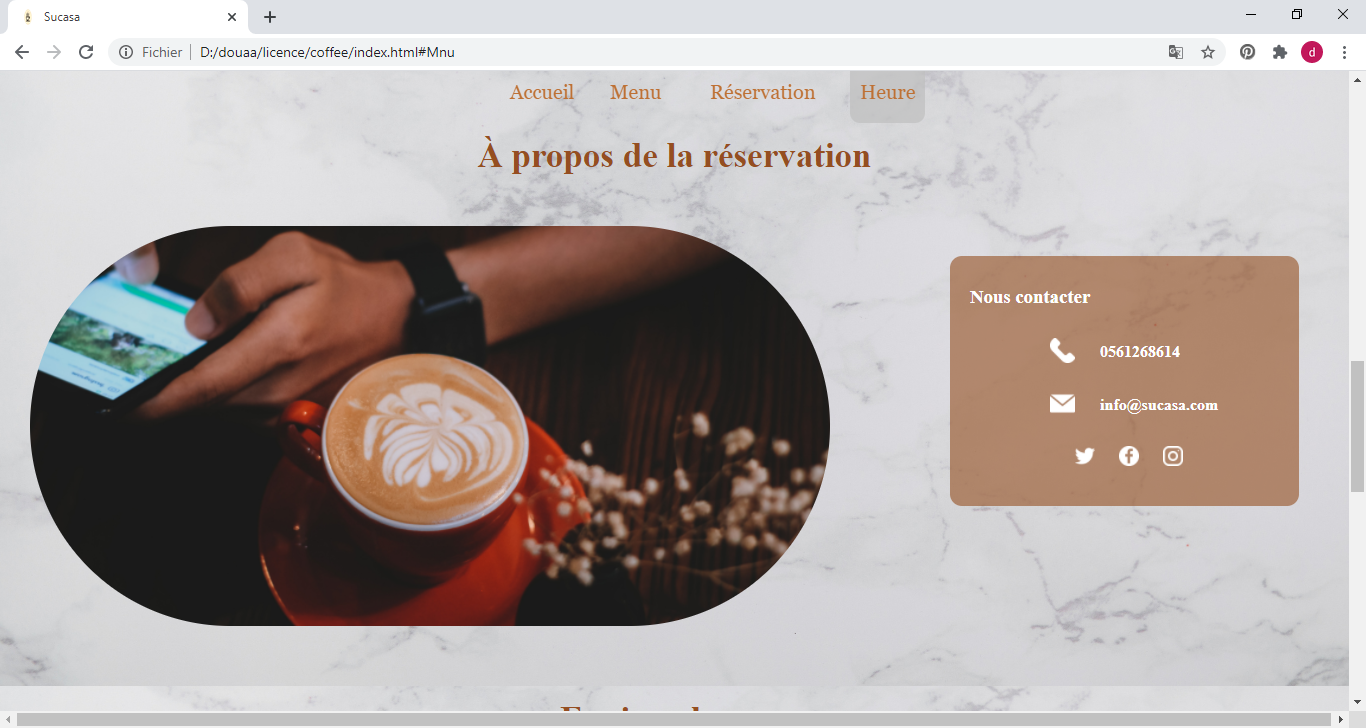 Sucasa
Fichier
D:/douaa/licence/coffee/index.html#Mnu
d
Accueil Menu Réservation Heure
À propos de la réservation
Nous contacter
0561268614
info@sucasa.com